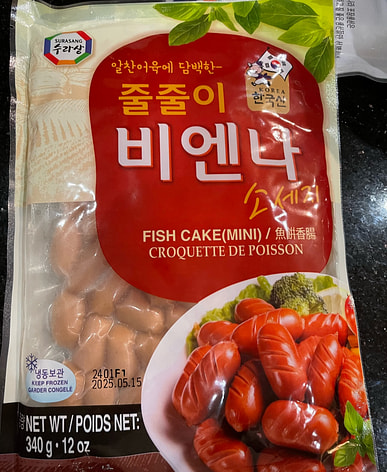 SURASANG
수라상
알찬어육에 담백한~
줄줄이
KOREA
한국산
비엔나
소세지
FISH CAKE(MINI) / 魚餠香腸
CROQUETTE DE POISSON
2401F1
2025.05.15
냉동보관
KEEP FROZEN
GARDER CONGELE
NET WT/POIDS NET:
340 g • 12 oz